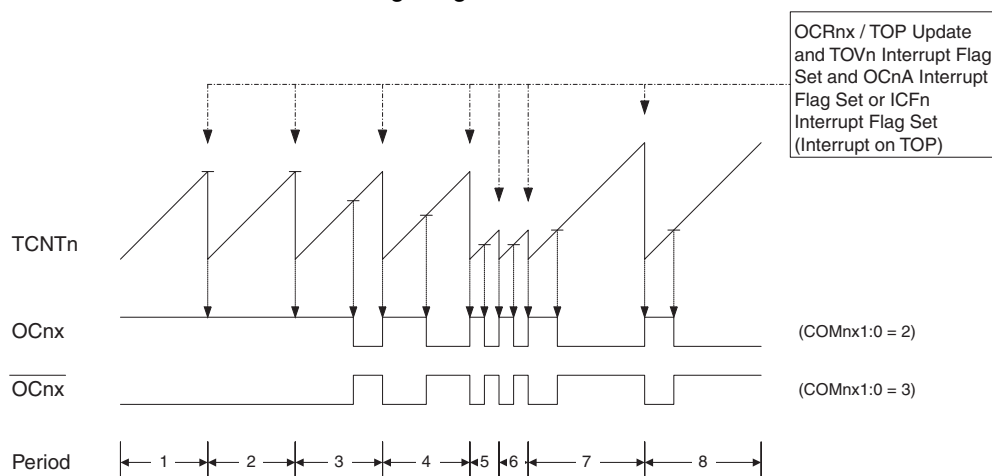 OCRnx / TOP Update
and TOVn Interrupt Flag
Set and OCnA Interrupt
Flag Set or ICFn
Interrupt Flag Set
(Interrupt on TOP)
TCNTn
OCnx
(COMnx1:0 = 2)
OCnx
(COMnx1:0 = 3)
Period
1 2 3 4 5 6 7 8